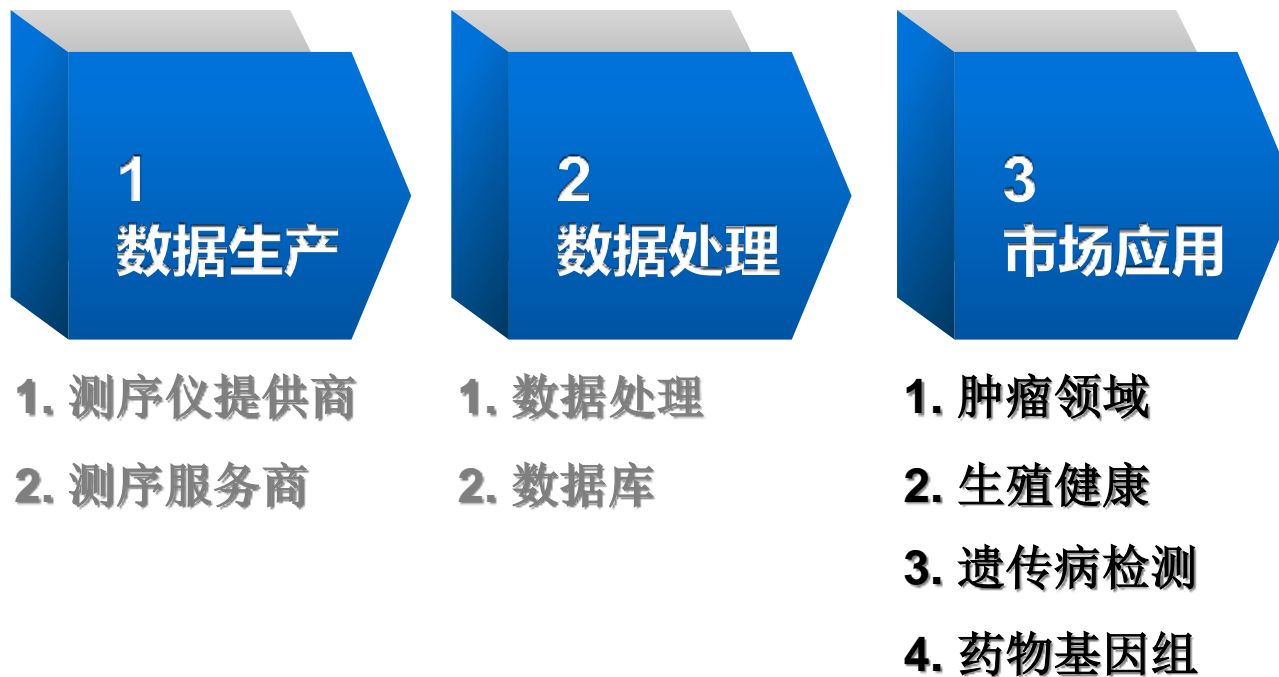 1
数据生产
1. 测序仪提供商
2. 测序服务商
2
数据处理
1. 数据处理
2. 数据库
3
市场应用
1. 肿瘤领域
2. 生殖健康
3. 遗传病检测
4. 药物基因组